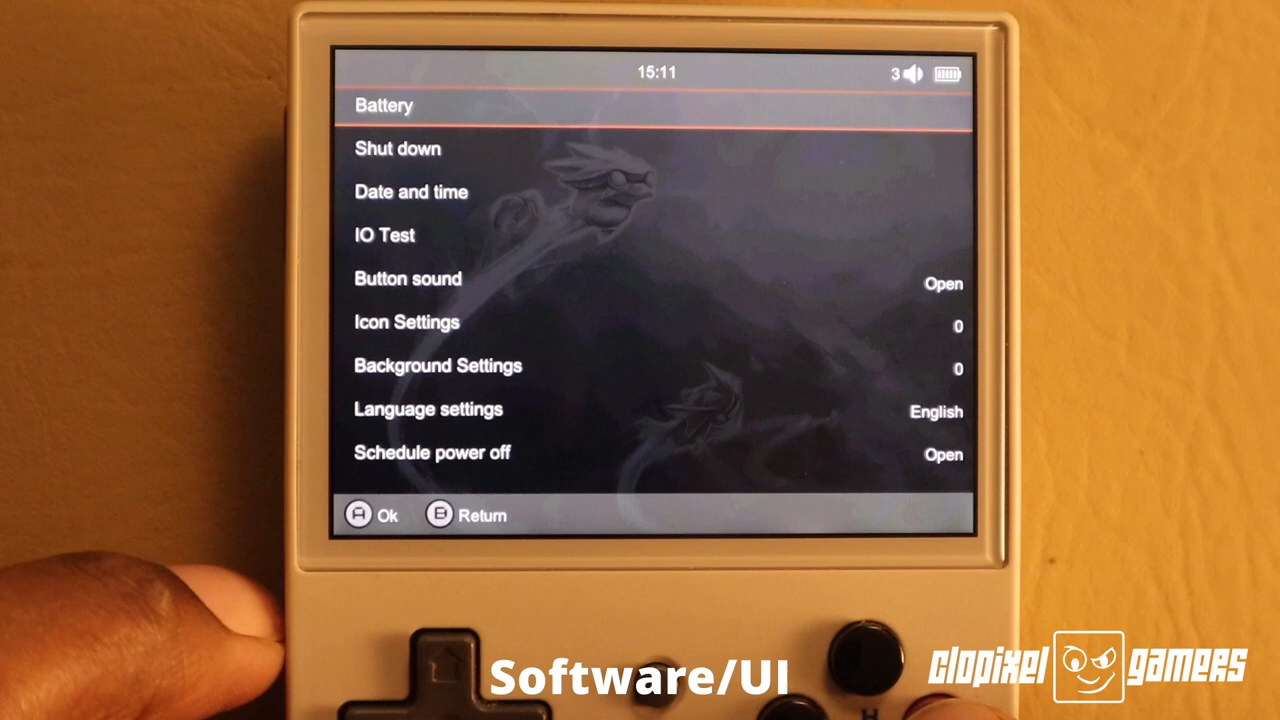 15:11
3
Battery
Shut down
Date and time
IO Test
Button sound
Open
Icon Settings
0
Background Settings
0
Language settings
English
Schedule power off
Open
A Ok B Return
Software/UI
clopixel gamers